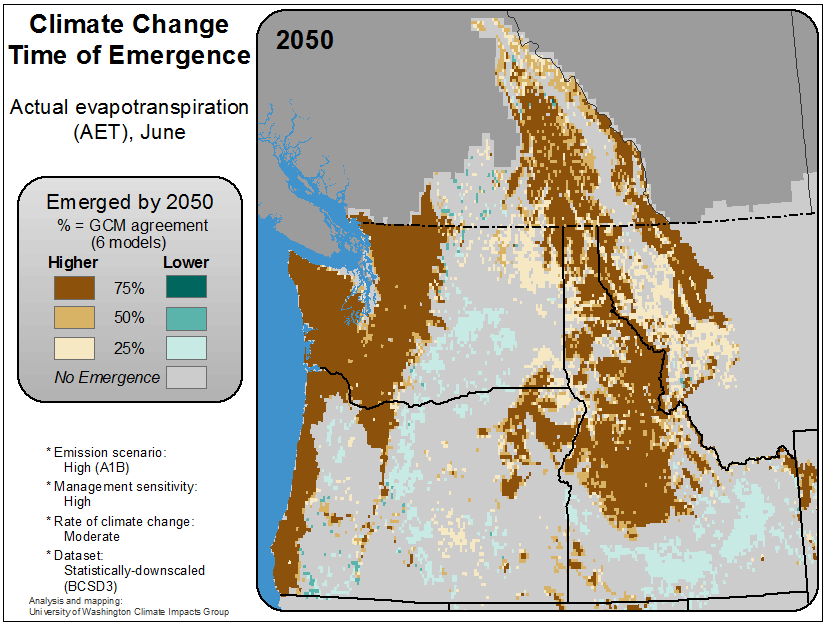 Climate Change
Time of Emergence
Actual evapotranspiration
(AET), June
Emerged by 2050
% = GCM agreement
(6 models)
Higher Lower
75%
50%
25%
No Emergence
* Emission scenario:
High (A1B)
* Management sensitivity:
High
* Rate of climate change:
Moderate
* Dataset:
Statistically-downscaled
(BCSD3)
Analysis and mapping:
University of Washington Climate Impacts Group
2050